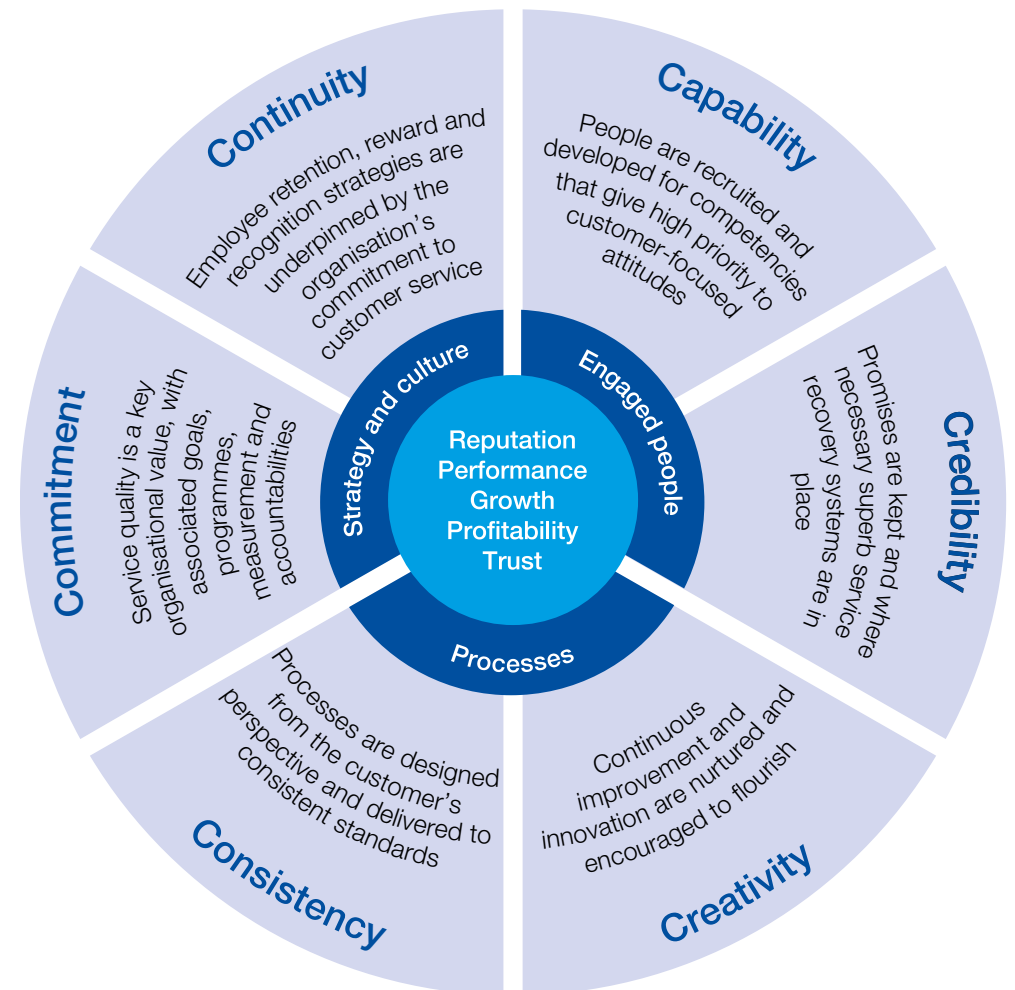 Continuity
Employee retention, reward and
recognition strategies are
underpinned by the
organisation's
commitment to
customer service
Capability
People are recruited and
developed for competencies
that give high priority to
customer-focused
attitudes
Credibility
Promises are kept and where
necessary superb service
recovery systems are in
place
Creativity
Continuous
improvement and
innovation are nurtured and
encouraged to flourish
Consistency
Processes are designed
from the customer's
perspective and delivered to
consistent standards
Commitment
Service quality is a key
organisational value, with
associated goals,
programmes,
measurement and
accountabilities
Strategy and culture
Engaged people
Processes
Reputation
Performance
Growth
Profitability
Trust